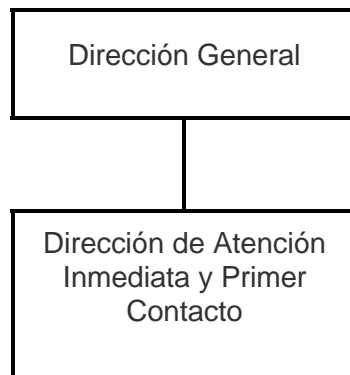 Dirección General
Dirección de Atención
Inmediata y Primer
Contacto